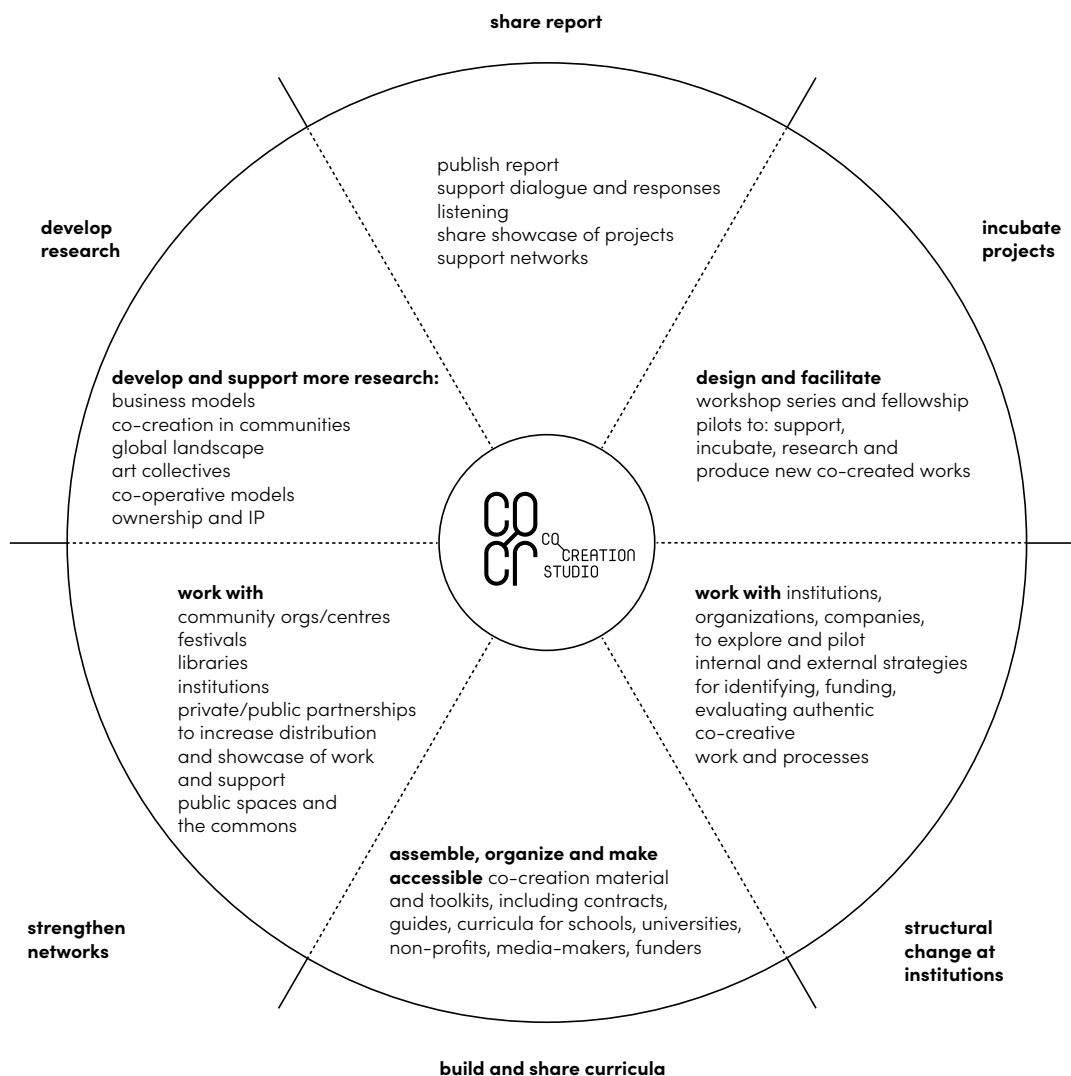 share report
publish report
support dialogue and responses
listening
share showcase of projects
support networks
incubate
projects
design and facilitate
workshop series and fellowship
pilots to: support,
incubate, research and
produce new co-created works
structural
change at
institutions
work with institutions,
organizations, companies,
to explore and pilot
internal and external strategies
for identifying, funding,
evaluating authentic
co-creative
work and processes
build and share curricula
assemble, organize and make
accessible co-creation material
and toolkits, including contracts,
guides, curricula for schools, universities,
non-profits, media-makers, funders
strengthen
networks
work with
community orgs/centres
festivals
libraries
institutions
private/public partnerships
to increase distribution
and showcase of work
and support
public spaces and
the commons
develop
research
develop and support more research:
business models
co-creation in communities
global landscape
art collectives
co-operative models
ownership and IP
co
cr
CO
CREATION
STUDIO